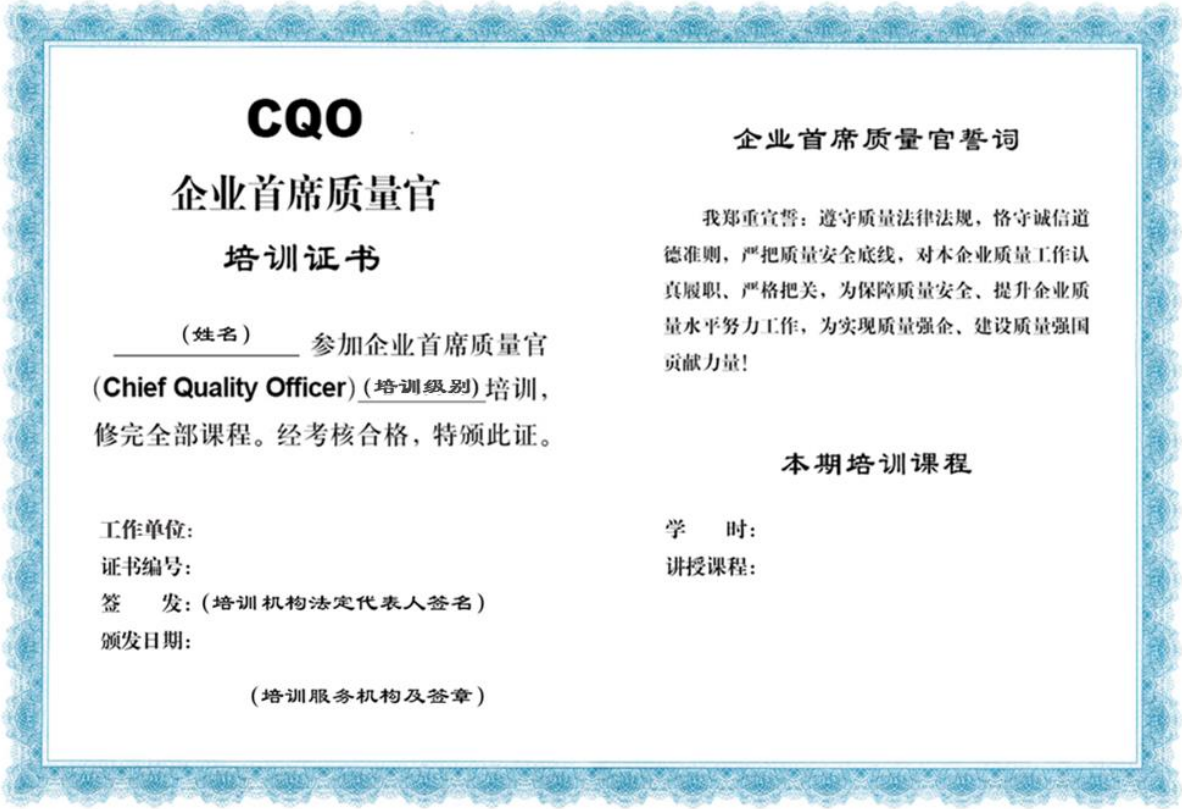 CQO
企业首席质量官
培训证书
(姓名) 参加企业首席质量官
(Chief Quality Officer)(培训级别)培训,
修完全部课程。经考核合格,特颁此证。
工作单位:
证书编号:
签 发:(培训机构法定代表人签名)
颁发日期:
(培训服务机构及签章)
企业首席质量官誓词
我郑重宣誓:遵守质量法律法规,恪守诚信道
德准则,严把质量安全底线,对本企业质量工作认
真履职、严格把关,为保障质量安全、提升企业质
量水平努力工作,为实现质量强企、建设质量强国
贡献力量!
本期培训课程
学 时:
讲授课程: